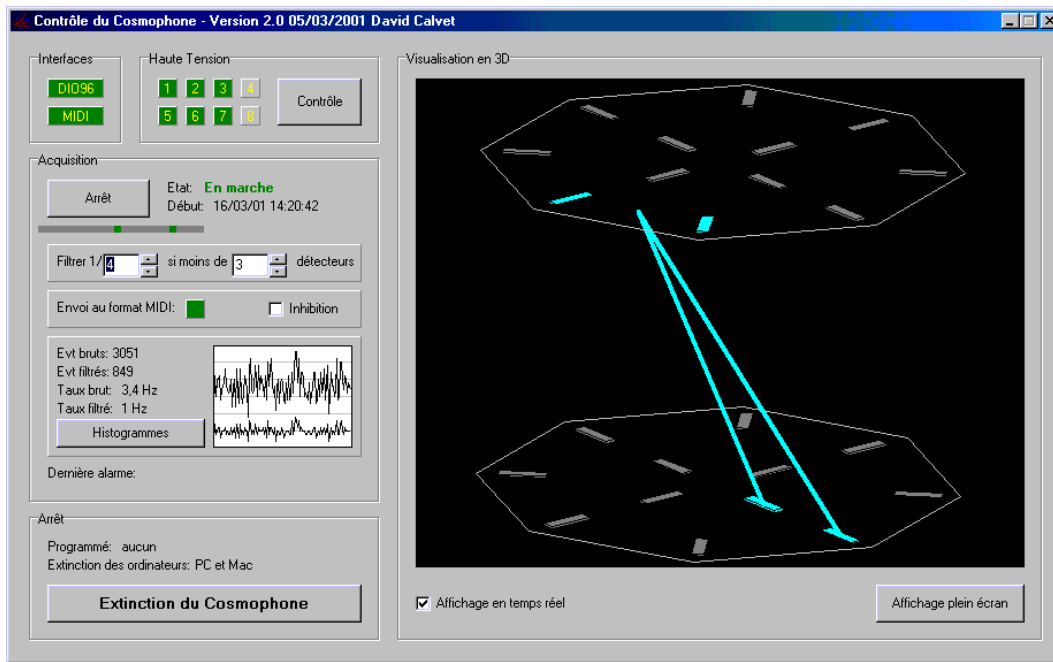 Contrôle du Cosmophone - Version 2.0 05/03/2001 David Calvet
Interfaces
DIO96
MIDI
Haute Tension
1 2 3 4
5 6 7 8
Contrôle
Acquisition
Arrêt
Etat: En marche
Début: 16/03/01 14:20:42
Filtrer 1/ 4 si moins de 3 détecteurs
Envoi au format MIDI: Inhibition
Evt bruts: 3051
Evt filtrés: 849
Taux brut: 3,4 Hz
Taux filtré: 1 Hz
Histogrammes
Dernière alarme:
Arrêt
Programmé: aucun
Extinction des ordinateurs: PC et Mac
Extinction du Cosmophone
Visualisation en 3D
Affichage en temps réel
Affichage plein écran